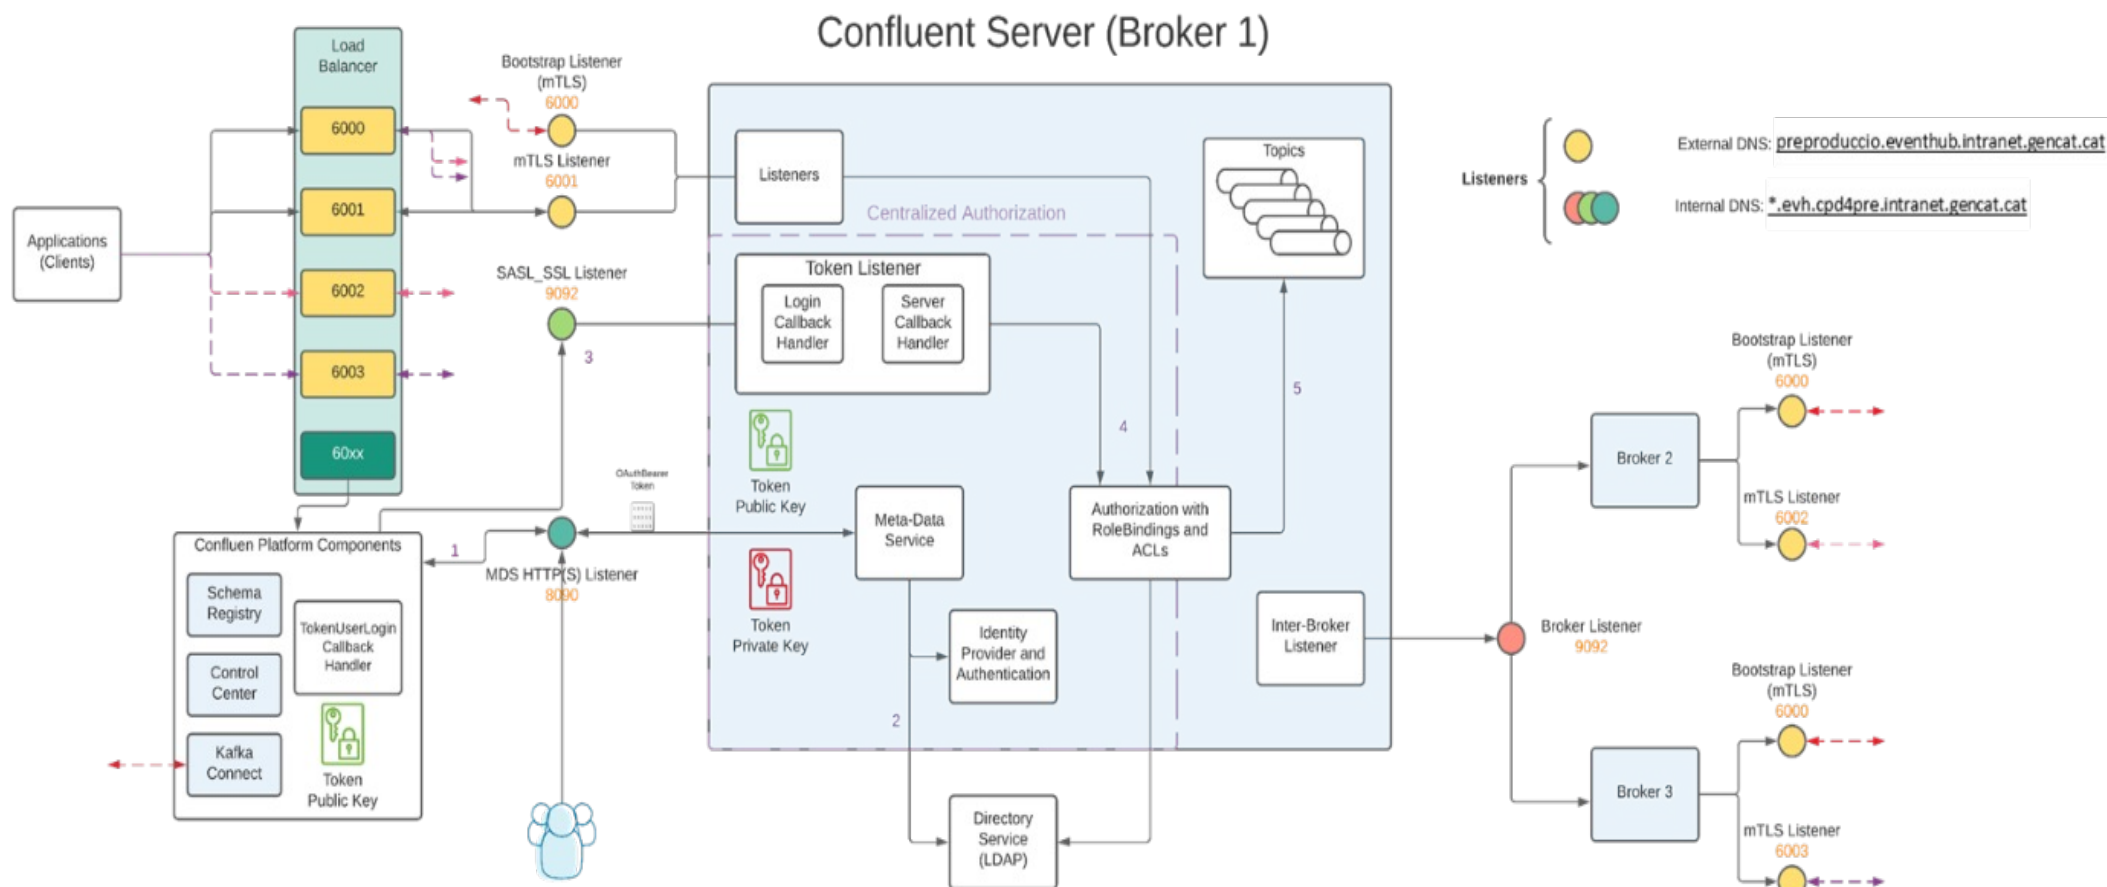 Confluent Server (Broker 1)
Load
Balancer
6000
6001
6002
6003
60xx
Applications
(Clients)
Bootstrap Listener
(mTLS)
6000
mTLS Listener
6001
SASL_SSL Listener
9092
3
OAuthBearer
Token
1
MDS HTTP(S) Listener
8090
Confluen Platform Components
Schema
Registry
Control
Center
Kafka
Connect
TokenUserLogin
Callback
Handler
Token
Public Key
Listeners
Centralized Authorization
Token Listener
Login
Callback
Handler
Server
Callback
Handler
Token
Public Key
Token
Private Key
Meta-Data
Service
Identity
Provider and
Authentication
2
Directory
Service
(LDAP)
4
Authorization with
RoleBindings and
ACLs
5
Topics
Inter-Broker
Listener
Listeners
External DNS: preproduccio.eventhub.intranet.gencat.cat
Internal DNS: *.evh.cpd4pre.intranet.gencat.cat
Broker Listener
9092
Broker 2
Bootstrap Listener
(mTLS)
6000
mTLS Listener
6002
Broker 3
Bootstrap Listener
(mTLS)
6000
mTLS Listener
6003